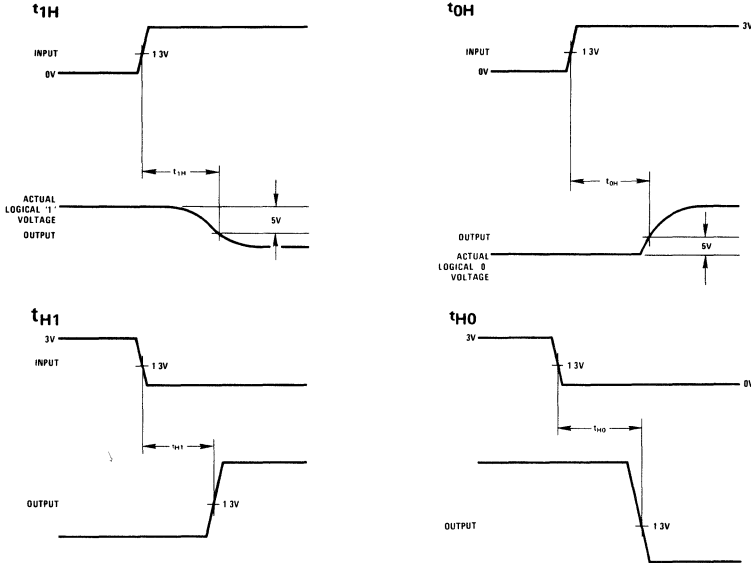 t1H
INPUT
1 3V
0V
t1H
ACTUAL
LOGICAL '1'
VOLTAGE
OUTPUT
5V
t0H
3V
INPUT
1 3V
0V
t0H
OUTPUT
5V
ACTUAL
LOGICAL 0
VOLTAGE
tH1
3V
INPUT
1 3V
tH1
OUTPUT
1 3V
tH0
3V
1 3V
0V
tH0
OUTPUT
1 3V